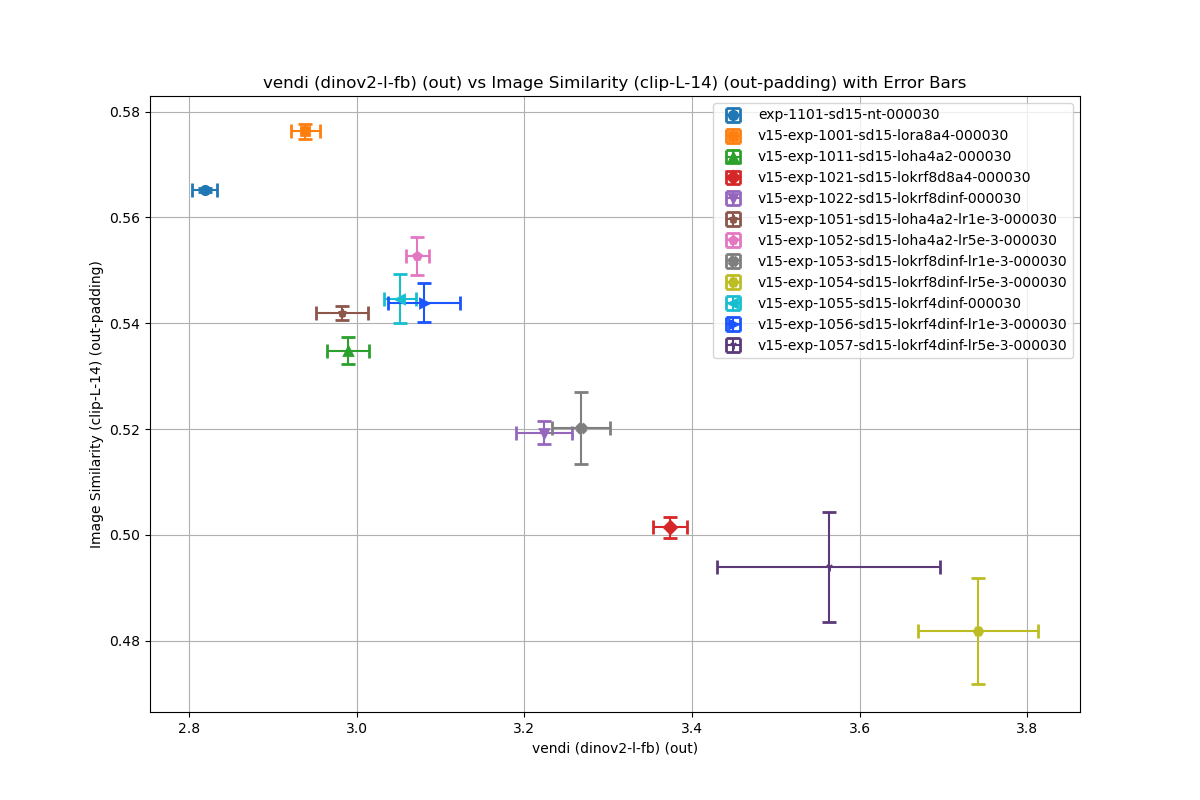 vendi (dinov2-l-fb) (out) vs Image Similarity (clip-L-14) (out-padding) with Error Bars
exp-1101-sd15-nt-000030
v15-exp-1001-sd15-lora8a4-000030
v15-exp-1011-sd15-loha4a2-000030
v15-exp-1021-sd15-lokrf8d8a4-000030
v15-exp-1022-sd15-lokrf8dinf-000030
v15-exp-1051-sd15-loha4a2-lr1e-3-000030
v15-exp-1052-sd15-loha4a2-lr5e-3-000030
v15-exp-1053-sd15-lokrf8dinf-lr1e-3-000030
v15-exp-1054-sd15-lokrf8dinf-lr5e-3-000030
v15-exp-1055-sd15-lokrf4dinf-000030
v15-exp-1056-sd15-lokrf4dinf-lr1e-3-000030
v15-exp-1057-sd15-lokrf4dinf-lr5e-3-000030
Image Similarity (clip-L-14) (out-padding)
0.58
0.56
0.54
0.52
0.50
0.48
2.8 3.0 3.2 3.4 3.6 3.8
vendi (dinov2-l-fb) (out)